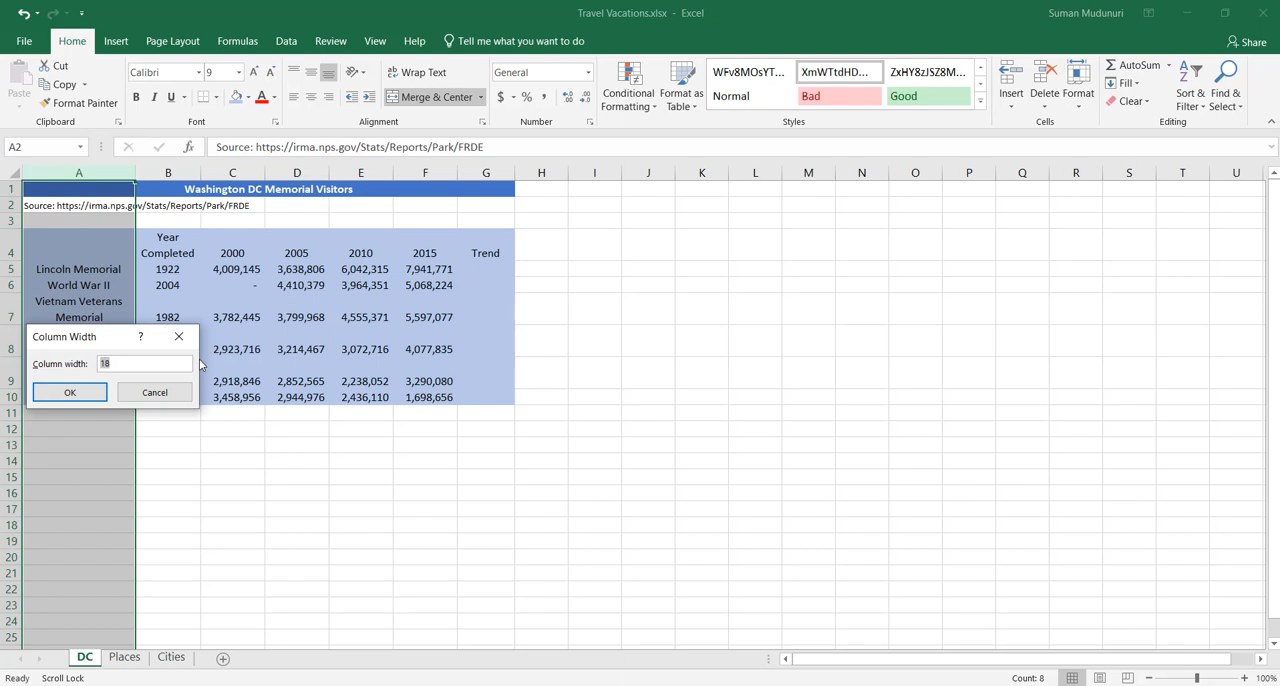 Travel Vacations.xlsx - Excel
Suman Mudunuri
File Home Insert Page Layout Formulas Data Review View Help Tell me what you want to do Share
Paste
Cut
Copy
Format Painter
Clipboard
Calibri 9
B I U
Font
Wrap Text
Merge & Center
Alignment
General
$ % ,
Number
Conditional Formatting
Format as Table
WFv8MOsYT... XmWTtdHD... ZxHY8zJSZ8M...
Normal Bad Good
Styles
Insert Delete Format
Cells
AutoSum
Fill
Clear
Sort & Filter
Find & Select
Editing
A2 fx Source: https://irma.nps.gov/Stats/Reports/Park/FRDE
A B C D E F G H I J K L M N O P Q R S T U
1 Washington DC Memorial Visitors
2 Source: https://irma.nps.gov/Stats/Reports/Park/FRDE
3
Year
4 Completed 2000 2005 2010 2015 Trend
5 Lincoln Memorial 1922 4,009,145 3,638,806 6,042,315 7,941,771
6 World War II 2004 - 4,410,379 3,964,351 5,068,224
Vietnam Veterans
7 Memorial 1982 3,782,445 3,799,968 4,555,371 5,597,077
8 2,923,716 3,214,467 3,072,716 4,077,835
9 2,918,846 2,852,565 2,238,052 3,290,080
10 3,458,956 2,944,976 2,436,110 1,698,656
Column Width ?
Column width: 18
OK Cancel
11
12
13
14
15
16
17
18
19
20
21
22
23
24
25
DC Places Cities
Ready Scroll Lock Count: 8 100%